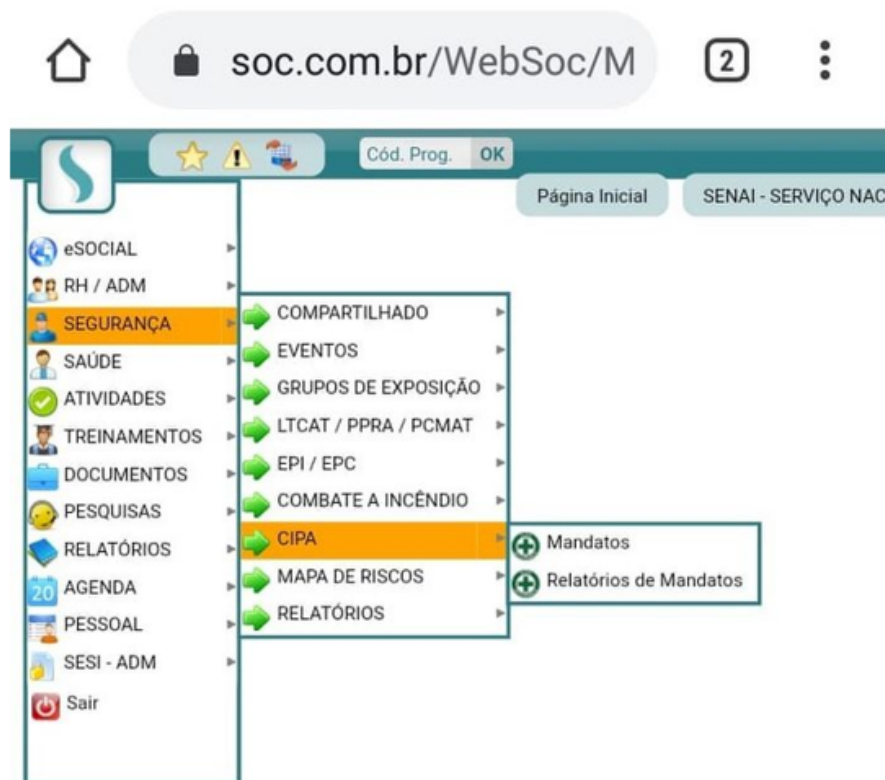 soc.com.br/WebSoc/M
2
Cód. Prog. OK
Página Inicial
SENAI - SERVIÇO NAC
eSOCIAL
RH / ADM
SEGURANÇA
SAÚDE
ATIVIDADES
TREINAMENTOS
DOCUMENTOS
PESQUISAS
RELATÓRIOS
20 AGENDA
PESSOAL
SESI - ADM
Sair
COMPARTILHADO
EVENTOS
GRUPOS DE EXPOSIÇÃO
LTCAT / PPRA / PCMAT
EPI / EPC
COMBATE A INCÊNDIO
CIPA
MAPA DE RISCOS
RELATÓRIOS
Mandatos
Relatórios de Mandatos